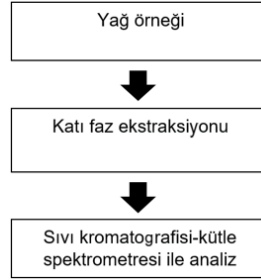 Yağ örneği
Katı faz ekstraksiyonu
Sıvı kromatografisi-kütle
spektrometresi ile analiz